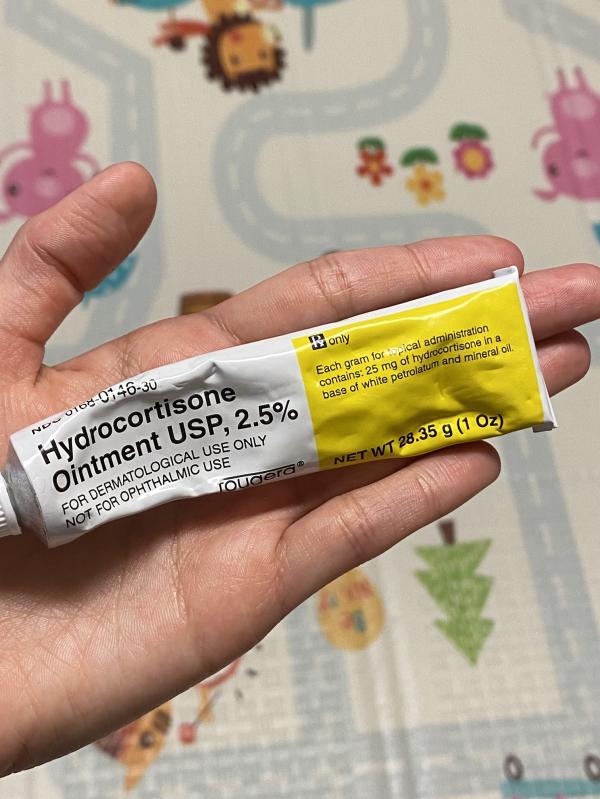 NDC 0168-0146-30
Hydrocortisone
Ointment USP, 2.5%
FOR DERMATOLOGICAL USE ONLY
NOT FOR OPHTHALMIC USE
fougera®
Rx only
Each gram for topical administration
contains: 25 mg of hydrocortisone in a
base of white petrolatum and mineral oil.
NET WT 28.35 g (1 Oz)